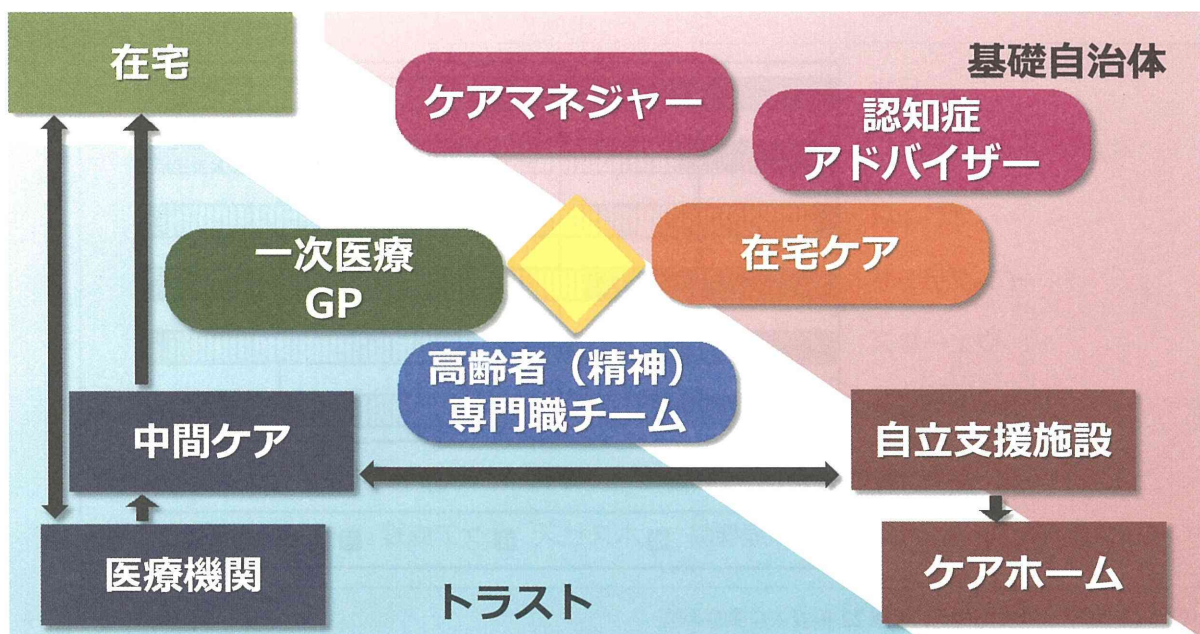 在宅
基礎自治体
ケアマネジャー
認知症
アドバイザー
一次医療
GP
在宅ケア
高齢者（精神）
専門職チーム
中間ケア
自立支援施設
医療機関
ケアホーム
トラスト